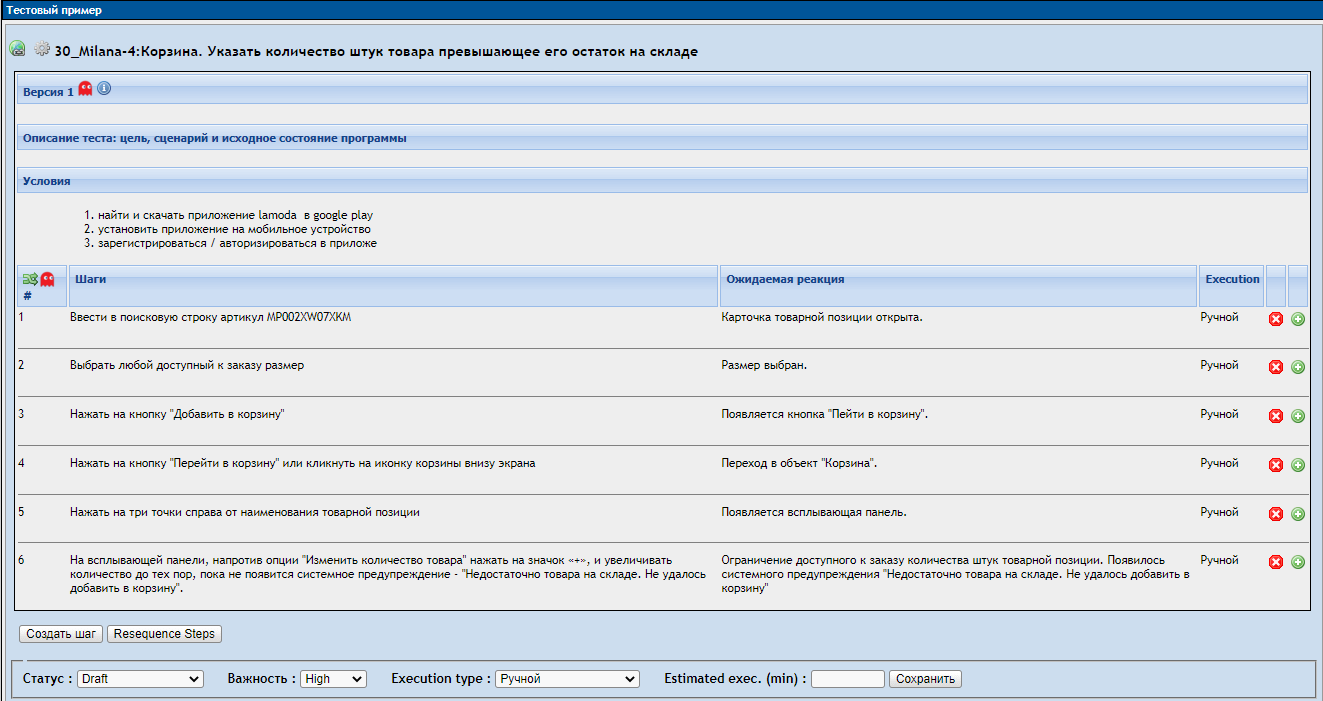 Тестовый пример
30_Milana-4:Корзина. Указать количество штук товара превышающее его остаток на складе
Версия 1
Описание теста: цель, сценарий и исходное состояние программы
Условия
1. найти и скачать приложение lamoda в google play
2. установить приложение на мобильное устройство
3. зарегистрироваться / авторизироваться в приложе
# Шаги Ожидаемая реакция Execution
1 Ввести в поисковую строку артикул MP002XW07XKM Карточка товарной позиции открыта. Ручной
2 Выбрать любой доступный к заказу размер Размер выбран. Ручной
3 Нажать на кнопку "Добавить в корзину" Появляется кнопка "Пейти в корзину". Ручной
4 Нажать на кнопку "Перейти в корзину" или кликнуть на иконку корзины внизу экрана Переход в объект "Корзина". Ручной
5 Нажать на три точки справа от наименования товарной позиции Появляется всплывающая панель. Ручной
6 На всплывающей панели, напротив опции "Изменить количество товара" нажать на значок «+», и увеличивать Ограничение доступного к заказу количества штук товарной позиции. Появилось Ручной
количество до тех пор, пока не появится системное предупреждение - "Недостаточно товара на складе. Не удалось системного предупреждения "Недостаточно товара на складе. Не удалось добавить в
добавить в корзину". корзину"
Создать шаг Resequence Steps
Статус : Draft Важность : High Execution type : Ручной Estimated exec. (min) : Сохранить